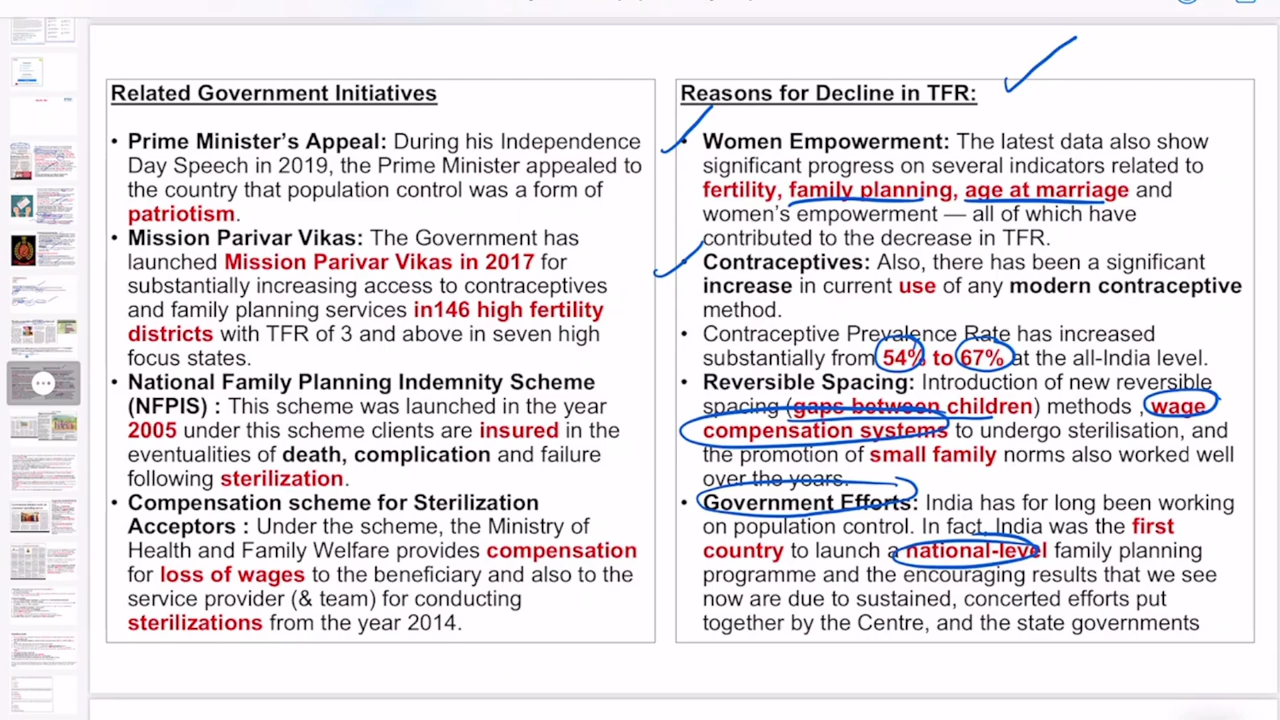 Related Government Initiatives
• Prime Minister's Appeal: During his Independence
Day Speech in 2019, the Prime Minister appealed to
the country that population control was a form of
patriotism.
• Mission Parivar Vikas: The Government has
launched Mission Parivar Vikas in 2017 for
substantially increasing access to contraceptives
and family planning services in146 high fertility
districts with TFR of 3 and above in seven high
focus states.
• National Family Planning Indemnity Scheme
(NFPIS) : This scheme was launched in the year
2005 under this scheme clients are insured in the
eventualities of death, complication and failure
following sterilization.
• Compensation scheme for Sterilization
Acceptors : Under the scheme, the Ministry of
Health and Family Welfare provides compensation
for loss of wages to the beneficiary and also to the
service provider (& team) for conducting
sterilizations from the year 2014.
Reasons for Decline in TFR:
• Women Empowerment: The latest data also show
significant progress on several indicators related to
fertility, family planning, age at marriage and
women's empowerment — all of which have
contributed to the decrease in TFR.
• Contraceptives: Also, there has been a significant
increase in current use of any modern contraceptive
method.
• Contraceptive Prevalence Rate has increased
substantially from 54% to 67% at the all-India level.
• Reversible Spacing: Introduction of new reversible
spacing (gaps between children) methods , wage
compensation systems to undergo sterilisation, and
the promotion of small family norms also worked well
over the years.
• Government Efforts: India has for long been working
on population control. In fact, India was the first
country to launch a national-level family planning
programme and the encouraging results that we see
now are due to sustained, concerted efforts put
together by the Centre, and the state governments